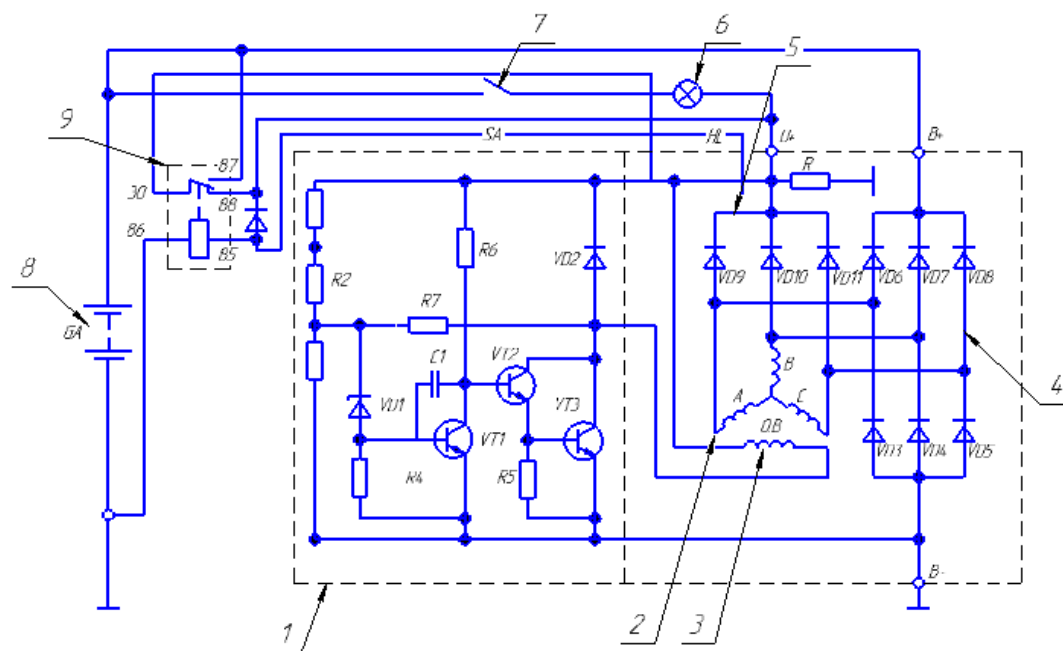 7
6
5
9
SA
HL
U+
B+
R
30
87
88
86
85
R2
R6
VD2
VD9
VD10
VD11
VD6
VD7
VD8
8
GA
R7
C1
VT2
B
4
VD1
A
C
VT1
VT3
ОВ
R4
R5
VD3
VD4
VD5
B-
1
2
3